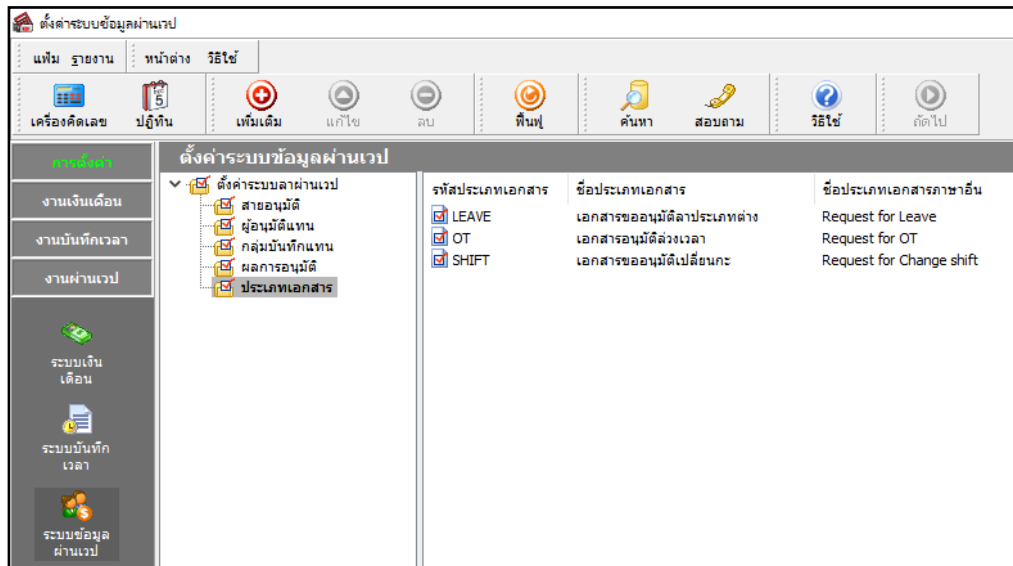 ตั้งค่าระบบข้อมูลผ่านเวป
แฟ้ม รายงาน หน้าต่าง วิธีใช้
เครื่องคิดเลข ปฏิทิน เพิ่มเติม แก้ไข ลบ ฟื้นฟู ค้นหา สอบถาม วิธีใช้ ถัดไป
การตั้งค่า
งานเงินเดือน
งานบันทึกเวลา
งานผ่านเวป
ระบบเงิน
เดือน
ระบบบันทึก
เวลา
ระบบข้อมูล
ผ่านเวป
ตั้งค่าระบบข้อมูลผ่านเวป
ตั้งค่าระบบลาผ่านเวป
สายอนุมัติ
ผู้อนุมัติแทน
กลุ่มบันทึกแทน
ผลการอนุมัติ
ประเภทเอกสาร
รหัสประเภทเอกสาร ชื่อประเภทเอกสาร ชื่อประเภทเอกสารภาษาอื่น
LEAVE เอกสารขออนุมัติลาประเภทต่าง Request for Leave
OT เอกสารอนุมัติล่วงเวลา Request for OT
SHIFT เอกสารขออนุมัติเปลี่ยนกะ Request for Change shift